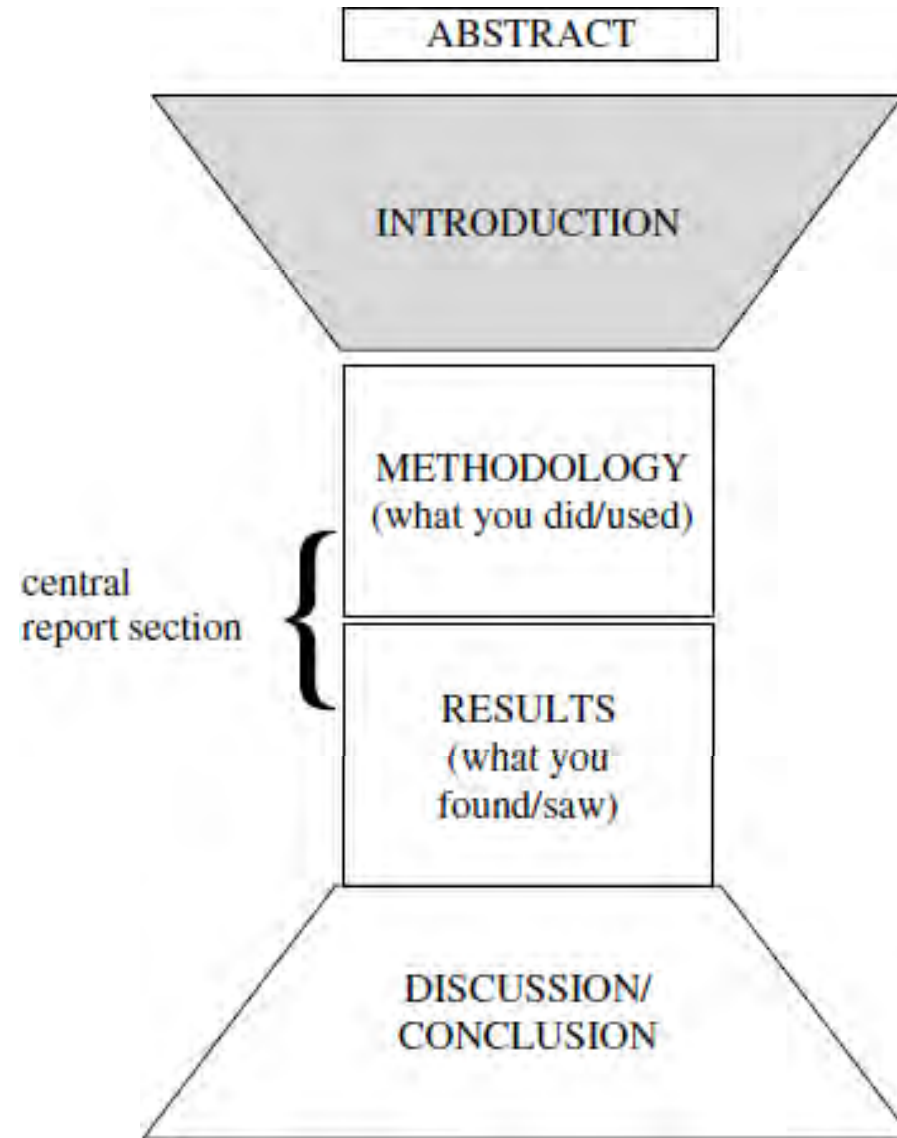 ABSTRACT
INTRODUCTION
METHODOLOGY
(what you did/used)
central
report section
RESULTS
(what you
found/saw)
DISCUSSION/
CONCLUSION